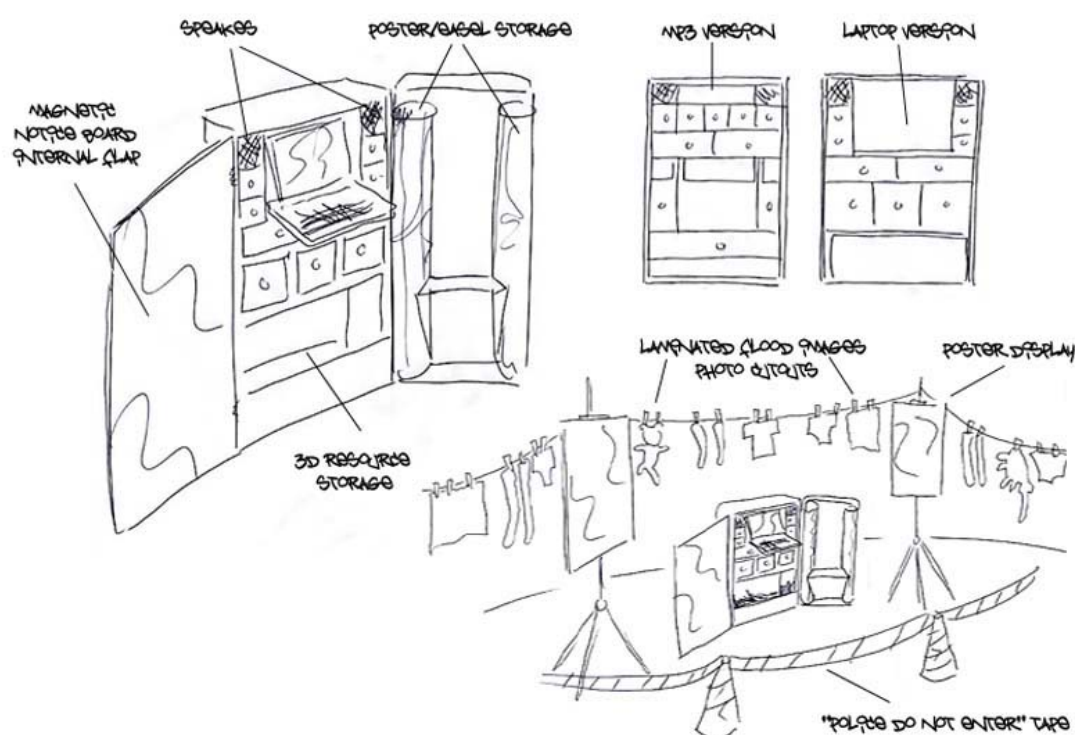 SPEAKES
POSTER/EASEL STORAGE
MP3 VERSION
LAPTOP VERSION
MAGNETIC
NOTICE BOARD
INTERNAL FLAP
LAMINATED FLOOD IMAGES
PHOTO CUTOUTS
POSTER DISPLAY
3D RESOURCE
STORAGE
"POLICE DO NOT ENTER" TAPE